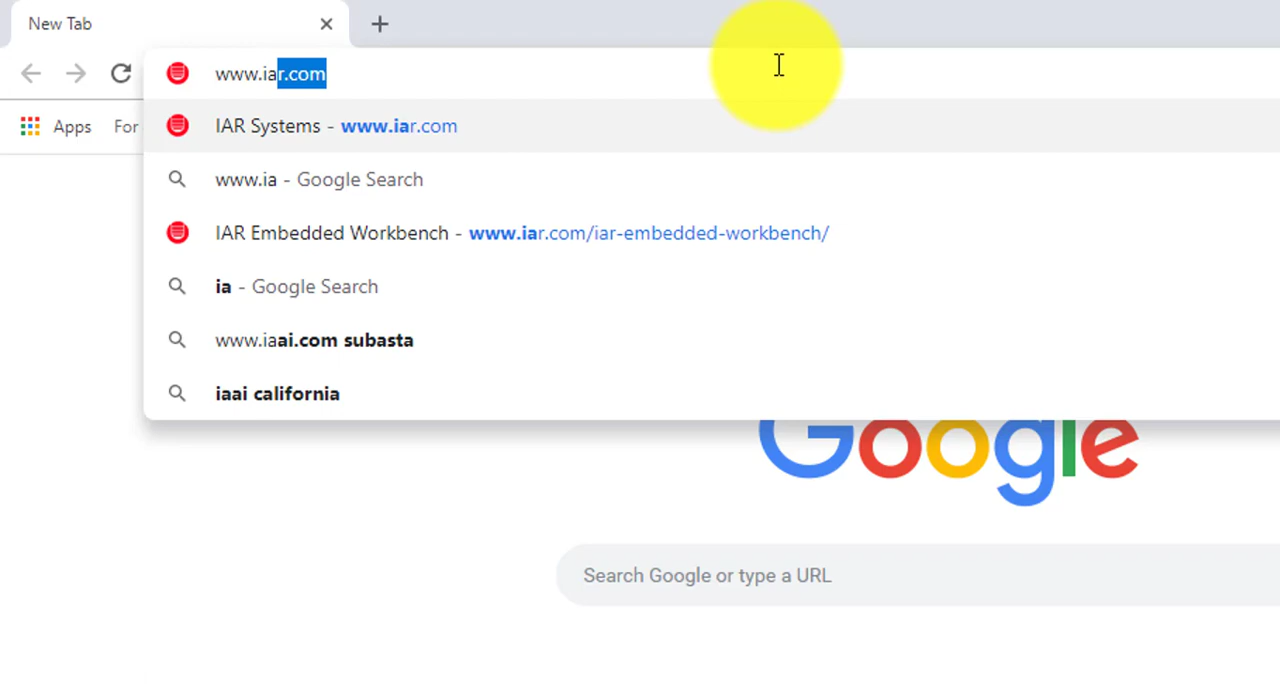 New Tab
www.iar.com
IAR Systems - www.iar.com
Apps For
www.ia - Google Search
IAR Embedded Workbench - www.iar.com/iar-embedded-workbench/
ia - Google Search
www.iaai.com subasta
iaai california
Google
Search Google or type a URL